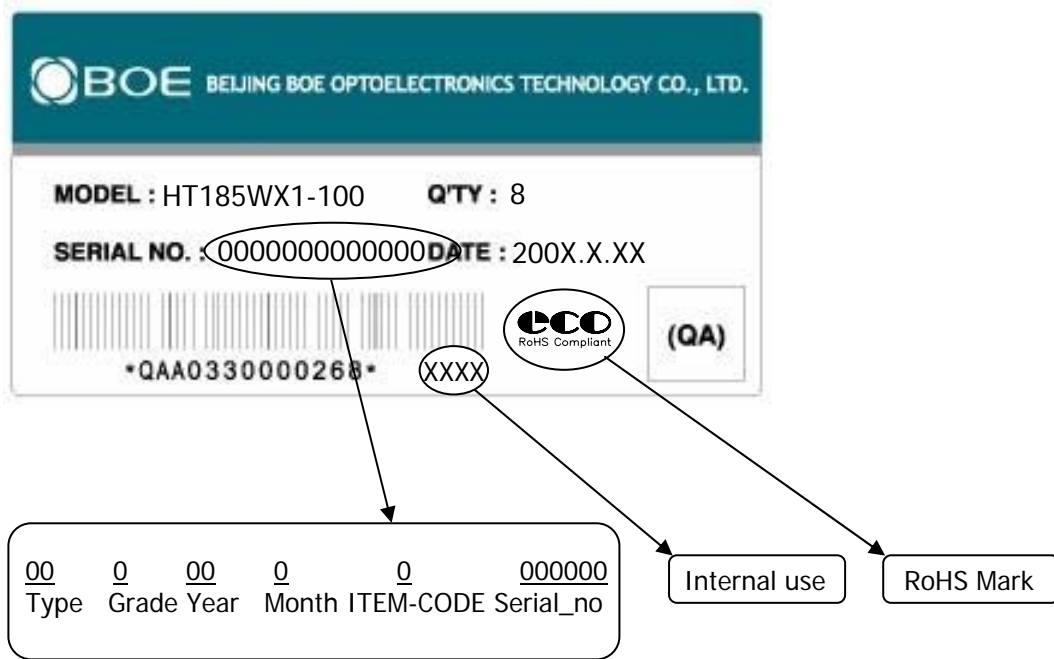 BOE BEIJING BOE OPTOELECTRONICS TECHNOLOGY CO., LTD.
MODEL : HT185WX1-100 Q'TY : 8
SERIAL NO. : 0000000000000 DATE : 200X.X.XX
eco
RoHS Compliant
(QA)
*QAA0330000268*
XXXX
00 0 00 0 0 000000
Type Grade Year Month ITEM-CODE Serial_no
Internal use
RoHS Mark